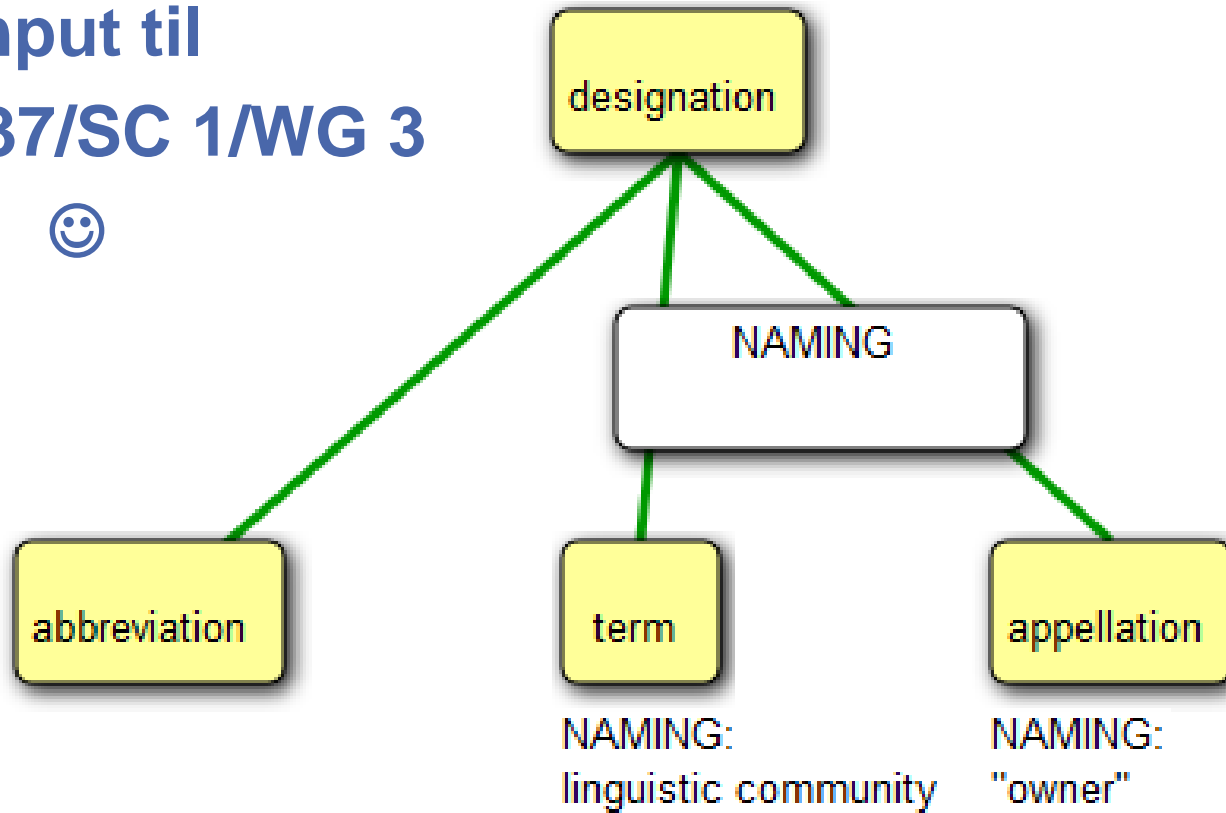 nput til
37/SC 1/WG 3
☺
designation
NAMING
abbreviation
term
appellation
NAMING:
linguistic community
NAMING:
"owner"